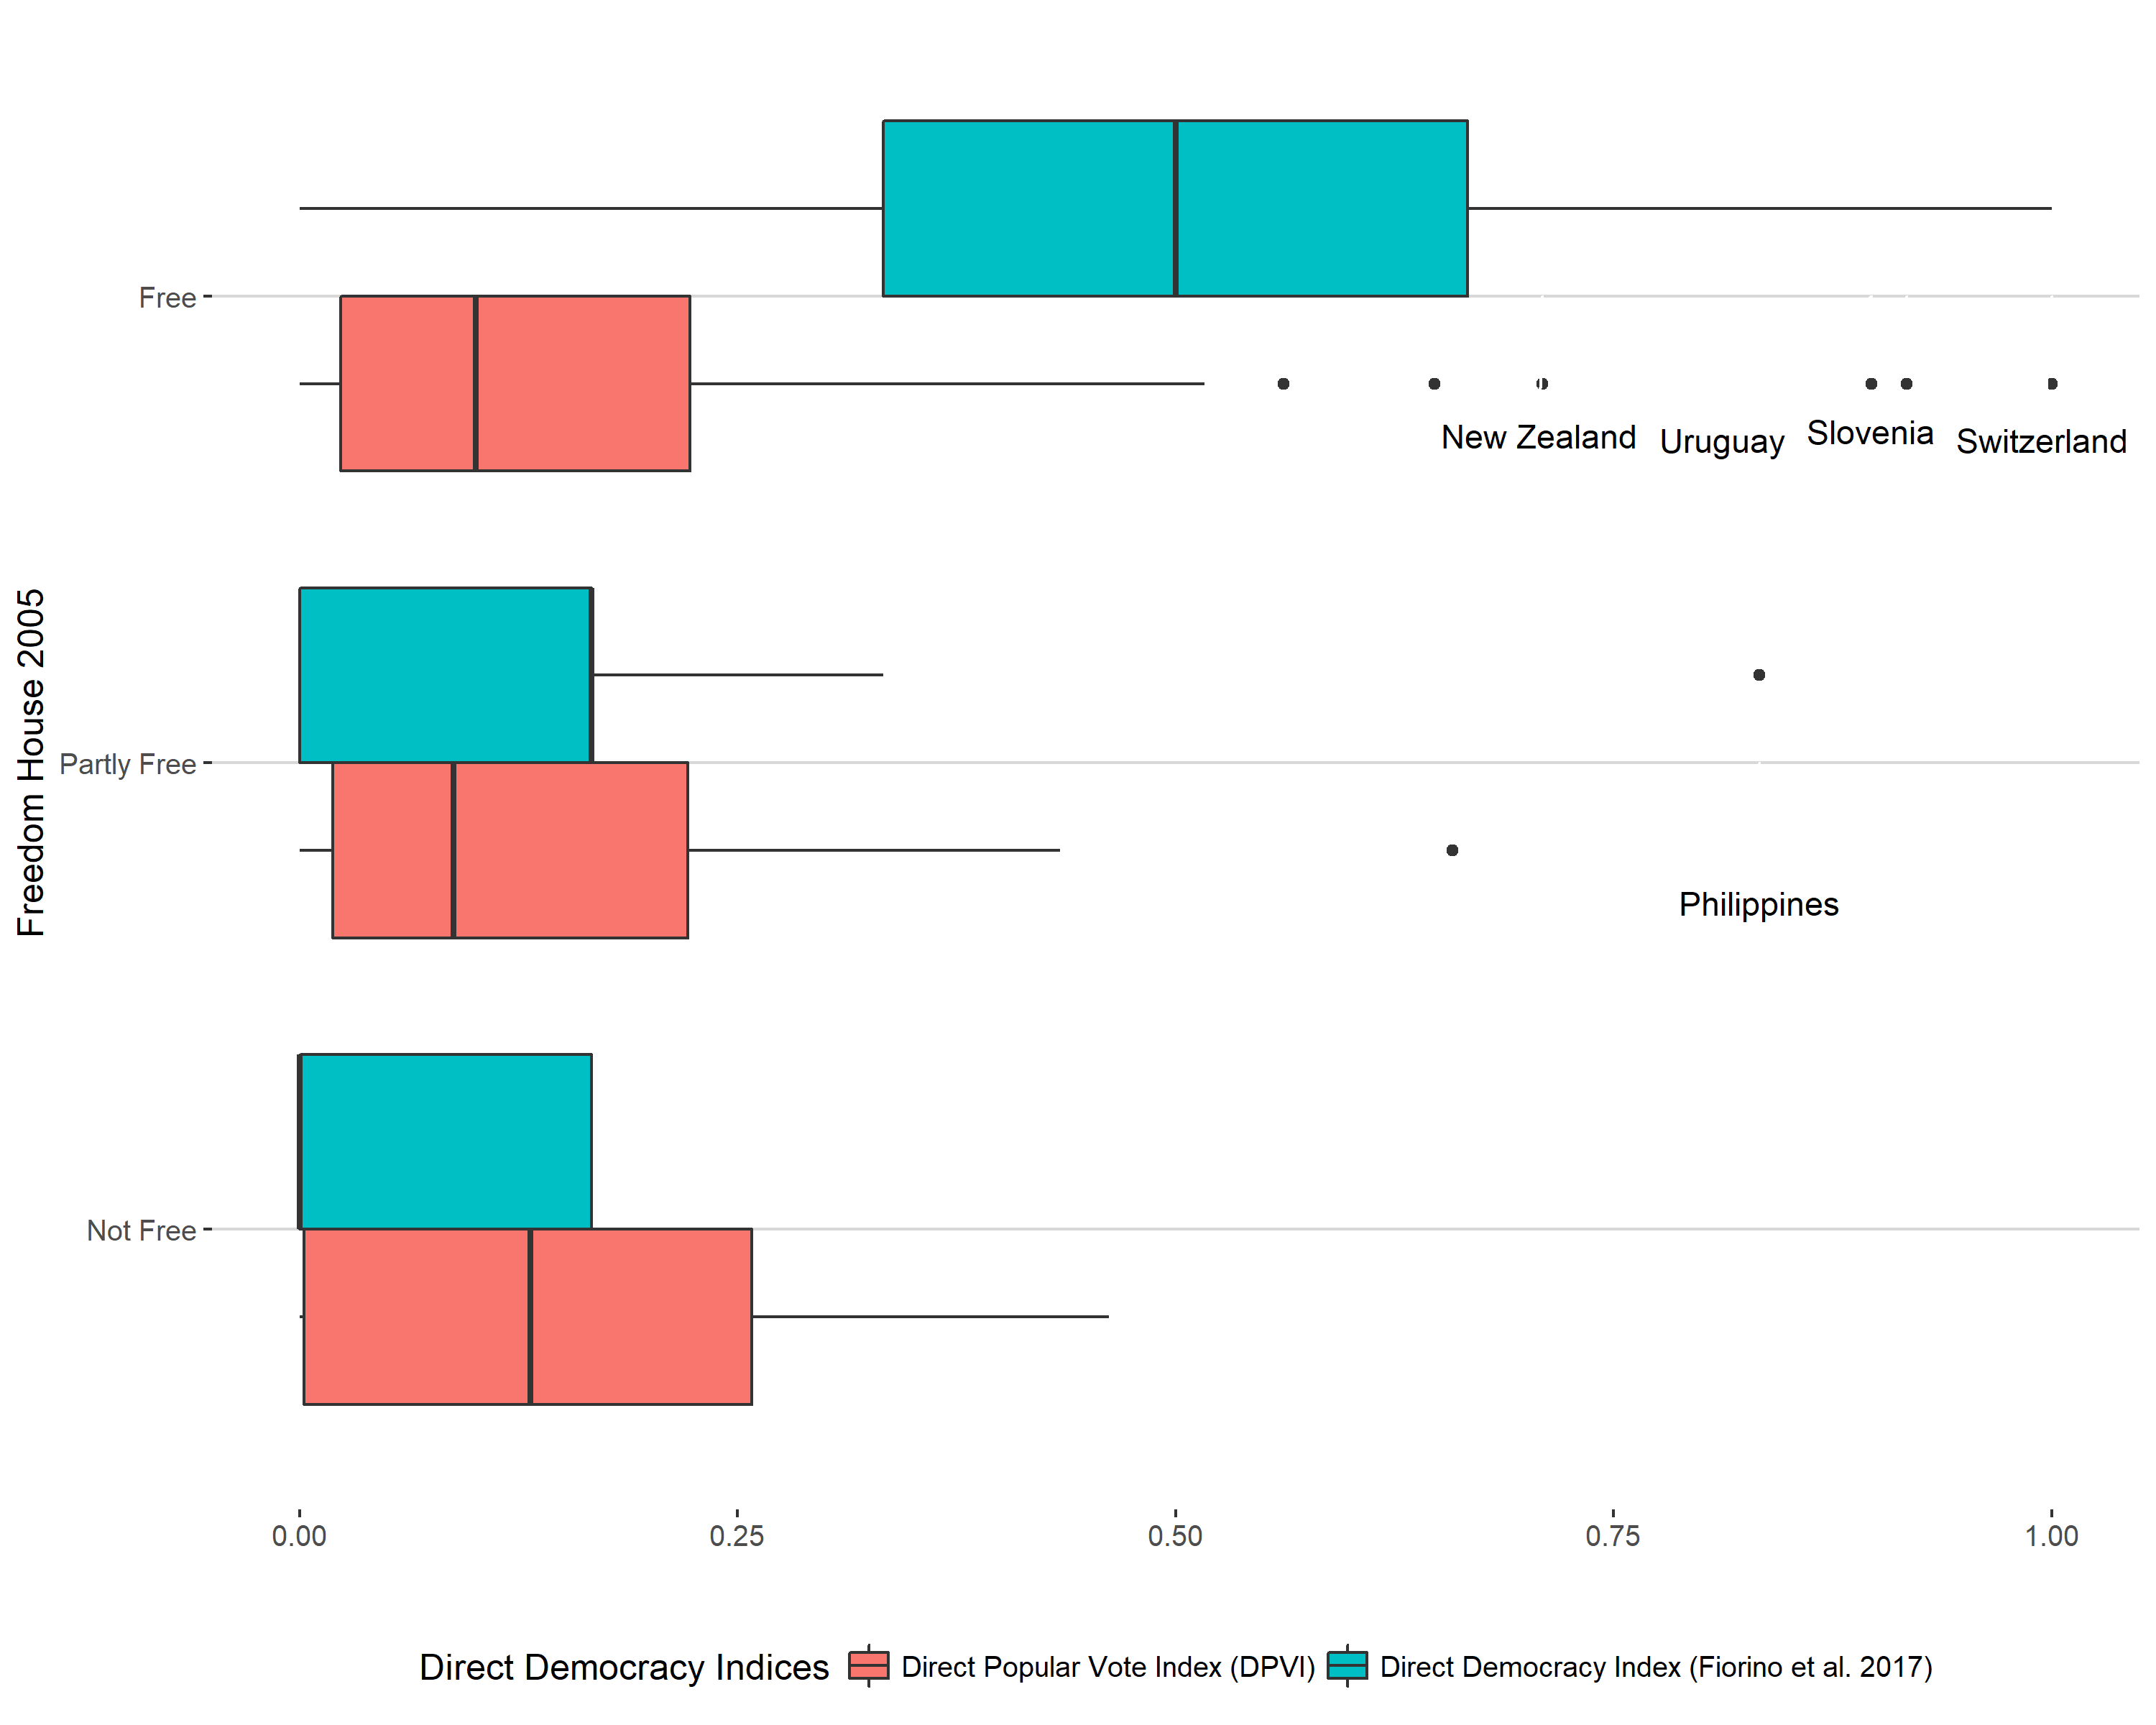 Freedom House 2005
Free
New Zealand
Uruguay
Slovenia
Switzerland
Partly Free
Philippines
Not Free
0.00 0.25 0.50 0.75 1.00
Direct Democracy Indices Direct Popular Vote Index (DPVI) Direct Democracy Index (Fiorino et al. 2017)